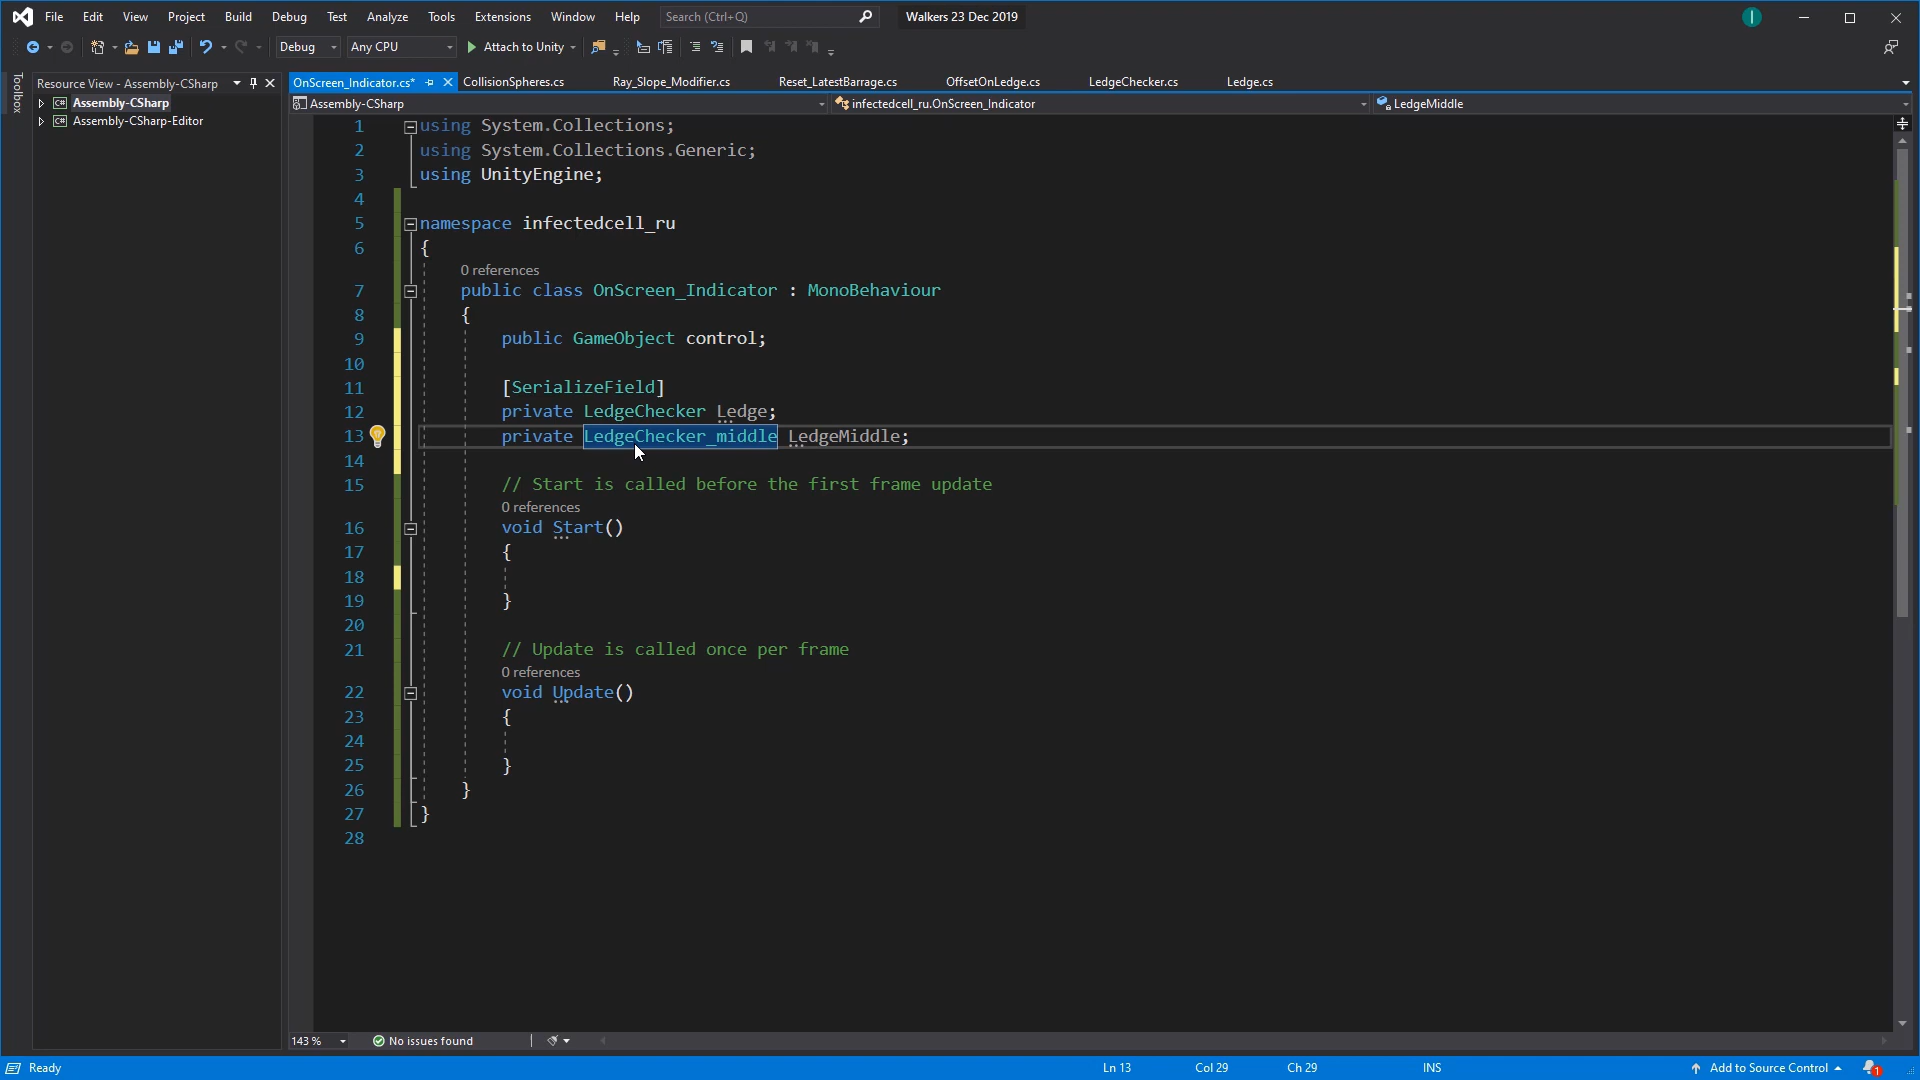 File Edit View Project Build Debug Test Analyze Tools Extensions Window Help Search (Ctrl+Q) Walkers 23 Dec 2019 I
Debug Any CPU Attach to Unity
Toolbox
Resource View - Assembly-CSharp
Assembly-CSharp
Assembly-CSharp-Editor
OnScreen_Indicator.cs* CollisionSpheres.cs Ray_Slope_Modifier.cs Reset_LatestBarrage.cs OffsetOnLedge.cs LedgeChecker.cs Ledge.cs
Assembly-CSharp infectedcell_ru.OnScreen_Indicator LedgeMiddle
1 using System.Collections;
2 using System.Collections.Generic;
3 using UnityEngine;
4
5 namespace infectedcell_ru
6 {
0 references
7 public class OnScreen_Indicator : MonoBehaviour
8 {
9 public GameObject control;
10
11 [SerializeField]
12 private LedgeChecker Ledge;
13 private LedgeChecker_middle LedgeMiddle;
14
15 // Start is called before the first frame update
0 references
16 void Start()
17 {
18
19 }
20
21 // Update is called once per frame
0 references
22 void Update()
23 {
24
25 }
26 }
27 }
28
143 % No issues found
Ready Ln 13 Col 29 Ch 29 INS Add to Source Control 1